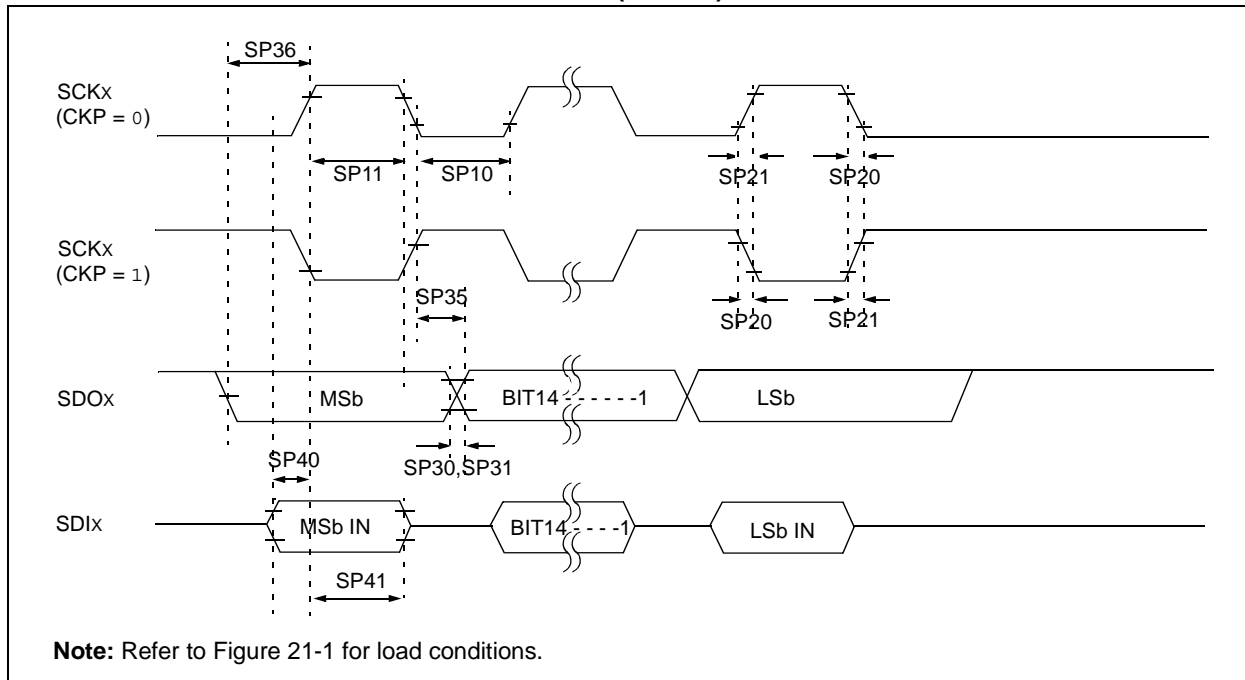 SP36
SCKX
(CKP = 0)
SP11
SP10
SP21
SP20
SCKX
(CKP = 1)
SP35
SP20
SP21
SDOX
MSb
BIT14 - - - - - -1
LSb
SP40
SP30,SP31
SDIX
MSb IN
BIT14 - - - -1
LSb IN
SP41
Note: Refer to Figure 21-1 for load conditions.